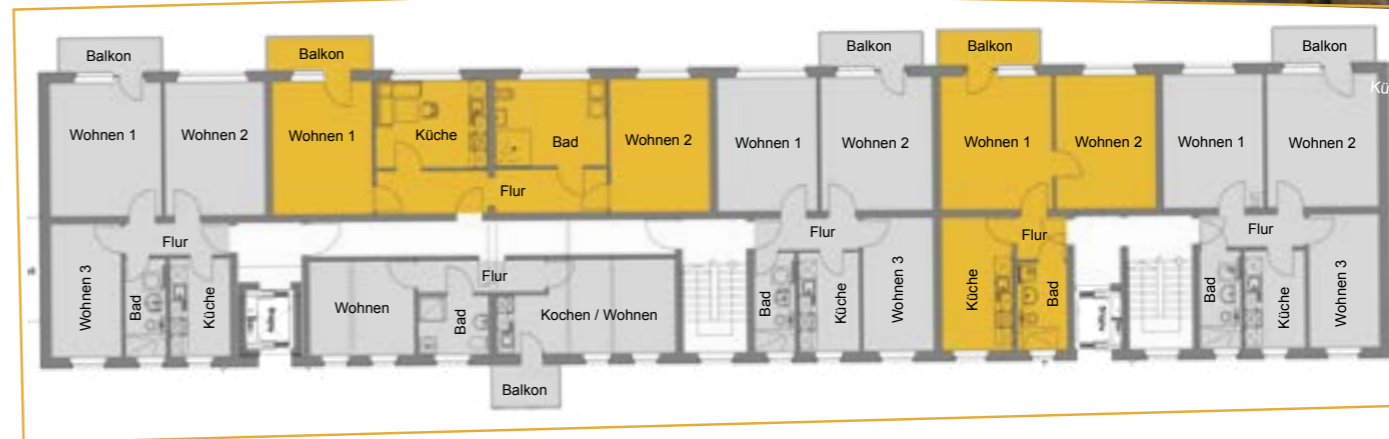 Balkon
Balkon
Balkon
Balkon
Balkon
Wohnen 1
Wohnen 2
Wohnen 1
Küche
Bad
Wohnen 2
Wohnen 1
Wohnen 2
Wohnen 1
Wohnen 2
Wohnen 1
Wohnen 2
Kü
Flur
Flur
Flur
Flur
Flur
Flur
Wohnen 3
Bad
Küche
Wohnen
Bad
Kochen / Wohnen
Bad
Küche
Wohnen 3
Küche
Bad
Bad
Küche
Wohnen 3
Balkon